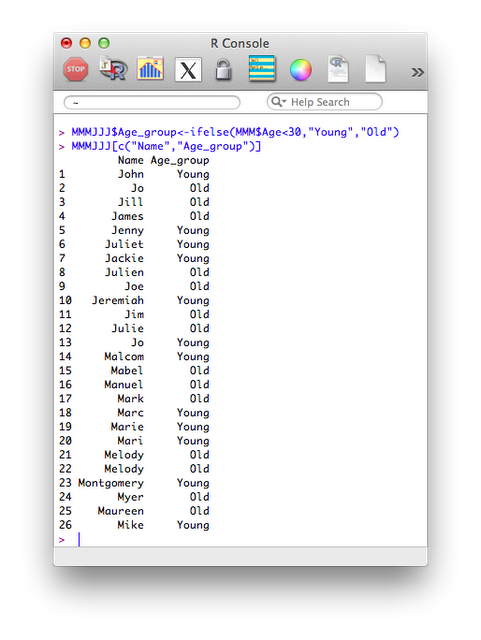 R Console
STOP R X R »
~ Help Search
> MMMJJJ$Age_group<-ifelse(MMM$Age<30,"Young","Old")
> MMMJJJ[c("Name","Age_group")]
Name Age_group
1 John Young
2 Jo Old
3 Jill Old
4 James Old
5 Jenny Young
6 Juliet Young
7 Jackie Young
8 Julien Old
9 Joe Old
10 Jeremiah Young
11 Jim Old
12 Julie Old
13 Jo Young
14 Malcom Young
15 Mabel Old
16 Manuel Old
17 Mark Old
18 Marc Young
19 Marie Young
20 Mari Young
21 Melody Old
22 Melody Old
23 Montgomery Young
24 Myer Old
25 Maureen Old
26 Mike Young
>